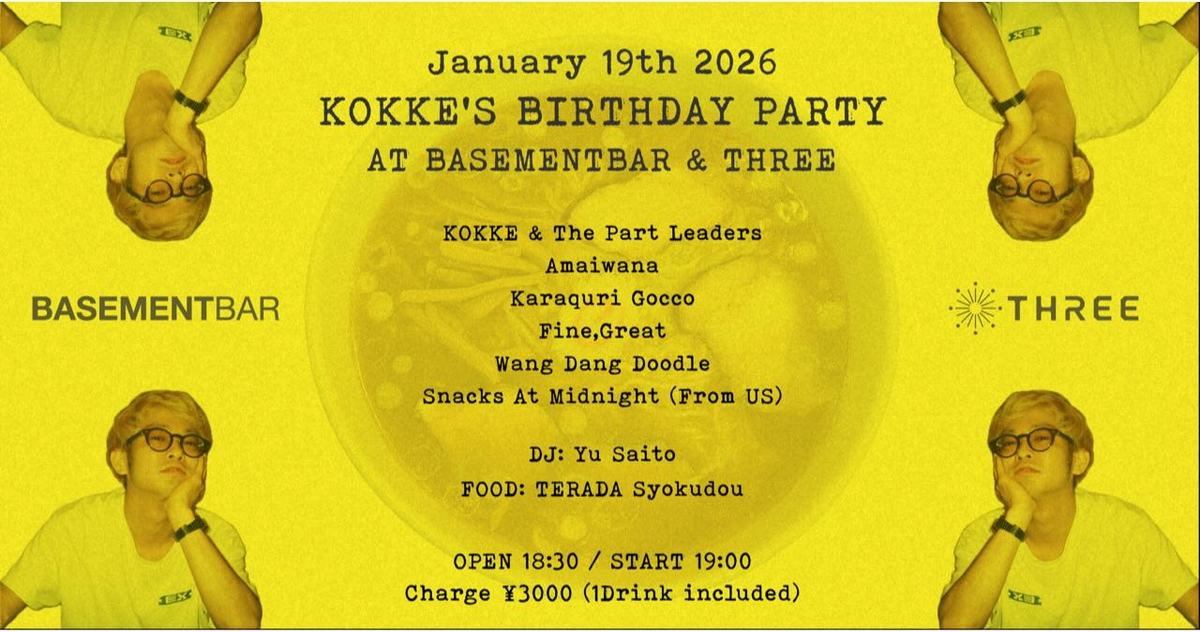 January 19th 2026
KOKKE'S BIRTHDAY PARTY
AT BASEMENTBAR & THREE
KOKKE & The Part Leaders
Amaiwana
Karaquri Gocco
Fine,Great
Wang Dang Doodle
Snacks At Midnight (From US)
BASEMENTBAR
THREE
DJ: Yu Saito
FOOD: TERADA Syokudou
OPEN 18:30 / START 19:00
Charge ¥3000 (1Drink included)